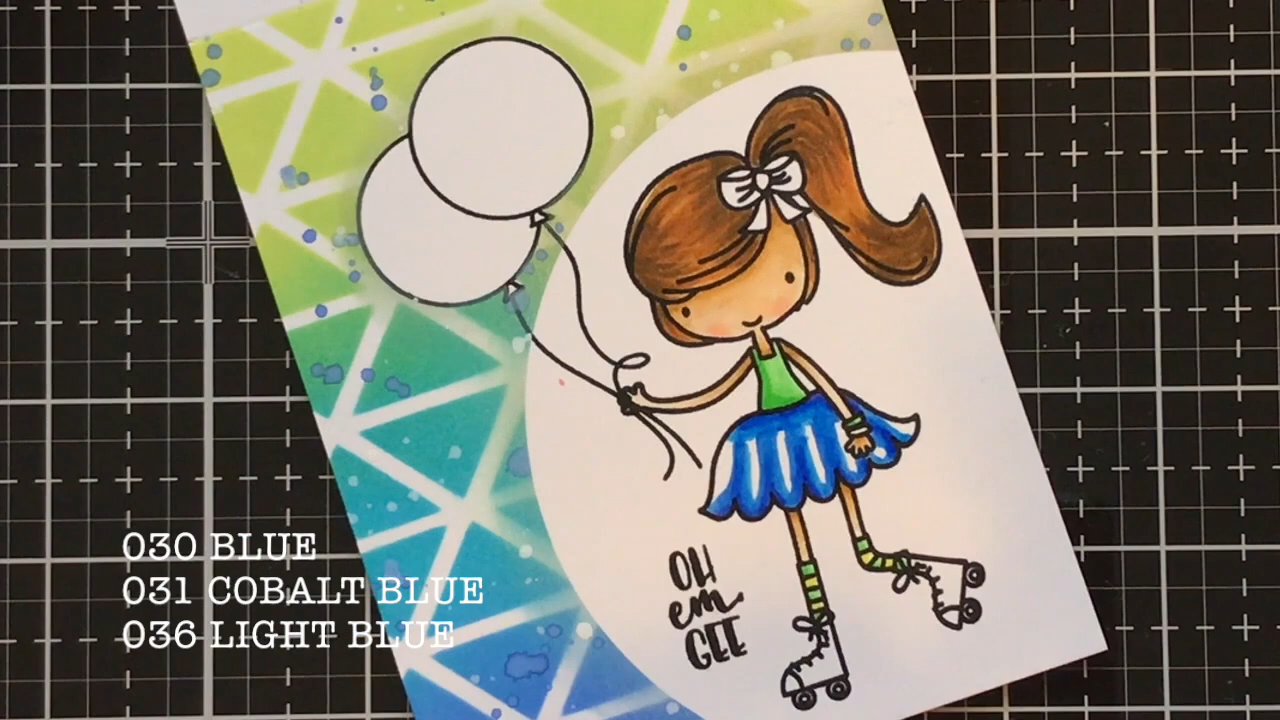 030 BLUE
031 COBALT BLUE
036 LIGHT BLUE
OH
em
GEE